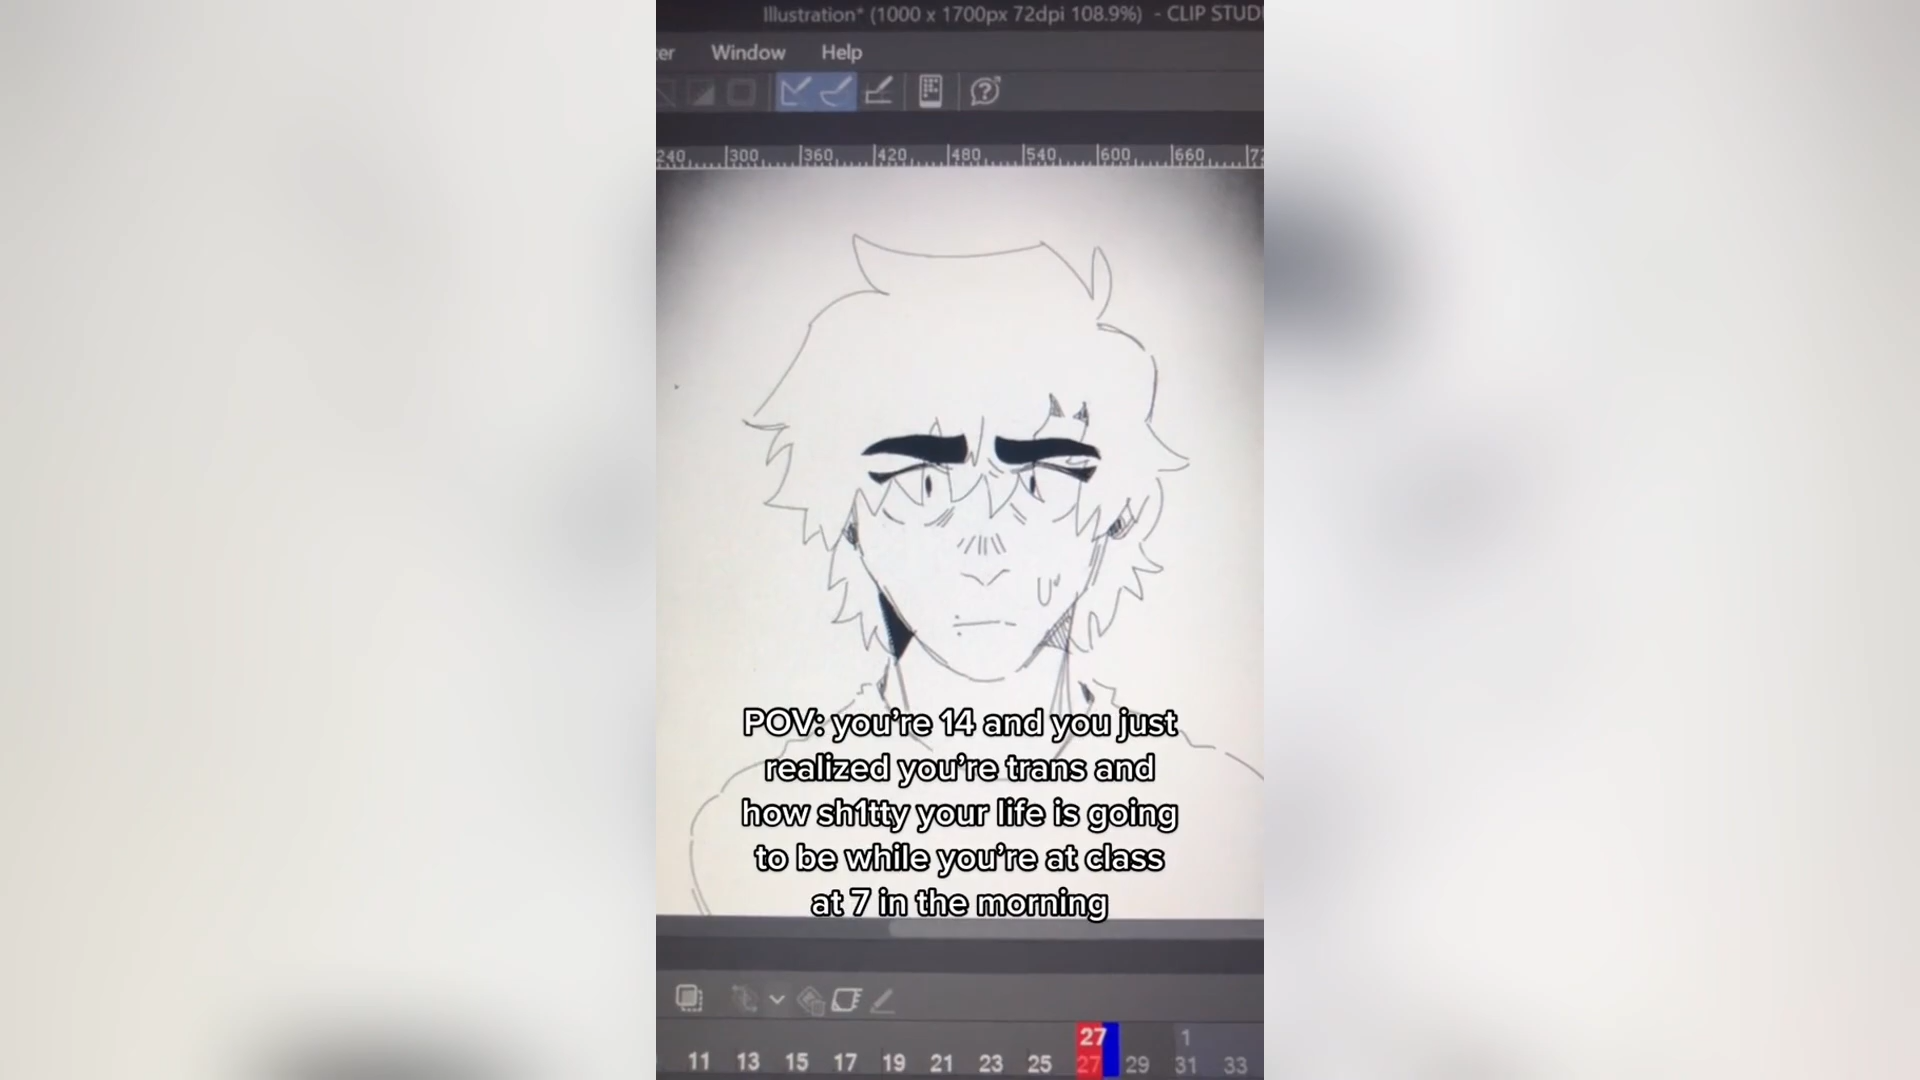 Illustration* (1000 x 1700px 72dpi 108.9%) - CLIP STUD
er Window Help
240 300 360 420 480 540 600 660 72
POV: you're 14 and you just
realized you're trans and
how sh1tty your life is going
to be while you're at class
at 7 in the morning
27 1
11 13 15 17 19 21 23 25 27 29 31 33